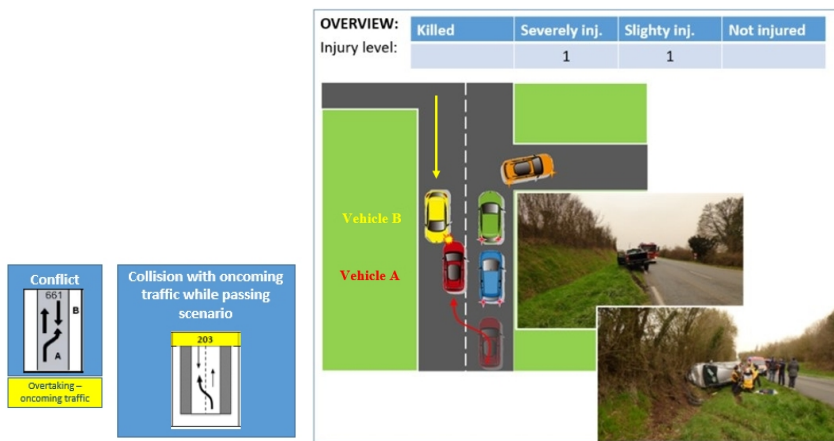 OVERVIEW:
Killed
Severely inj.
Slighty inj.
Not injured
Injury level:
1
1
Vehicle B
Vehicle A
Conflict
661
B
A
Overtaking –
oncoming traffic
Collision with oncoming
traffic while passing
scenario
203